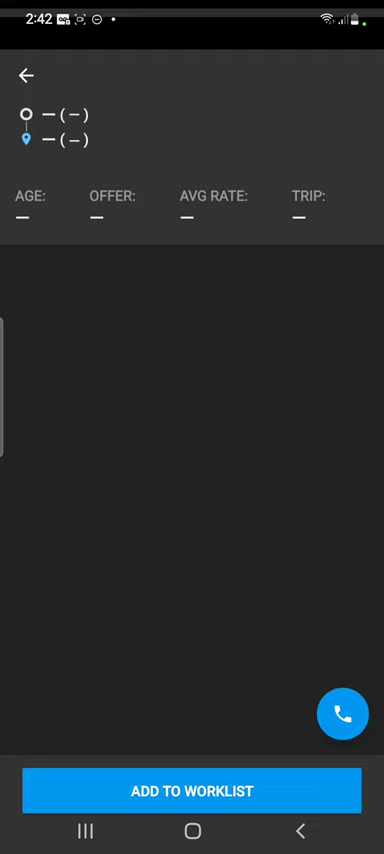 2:42
— ( — )
— ( — )
AGE: OFFER: AVG RATE: TRIP:
— — — —
ADD TO WORKLIST